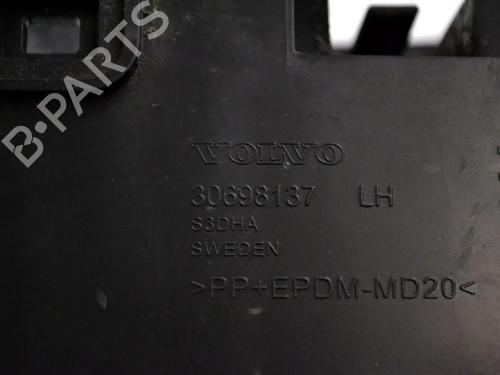 VOLVO
30698137 LH
S3DHA
SWEDEN
>PP+EPDM-MD20<
B-PARTS